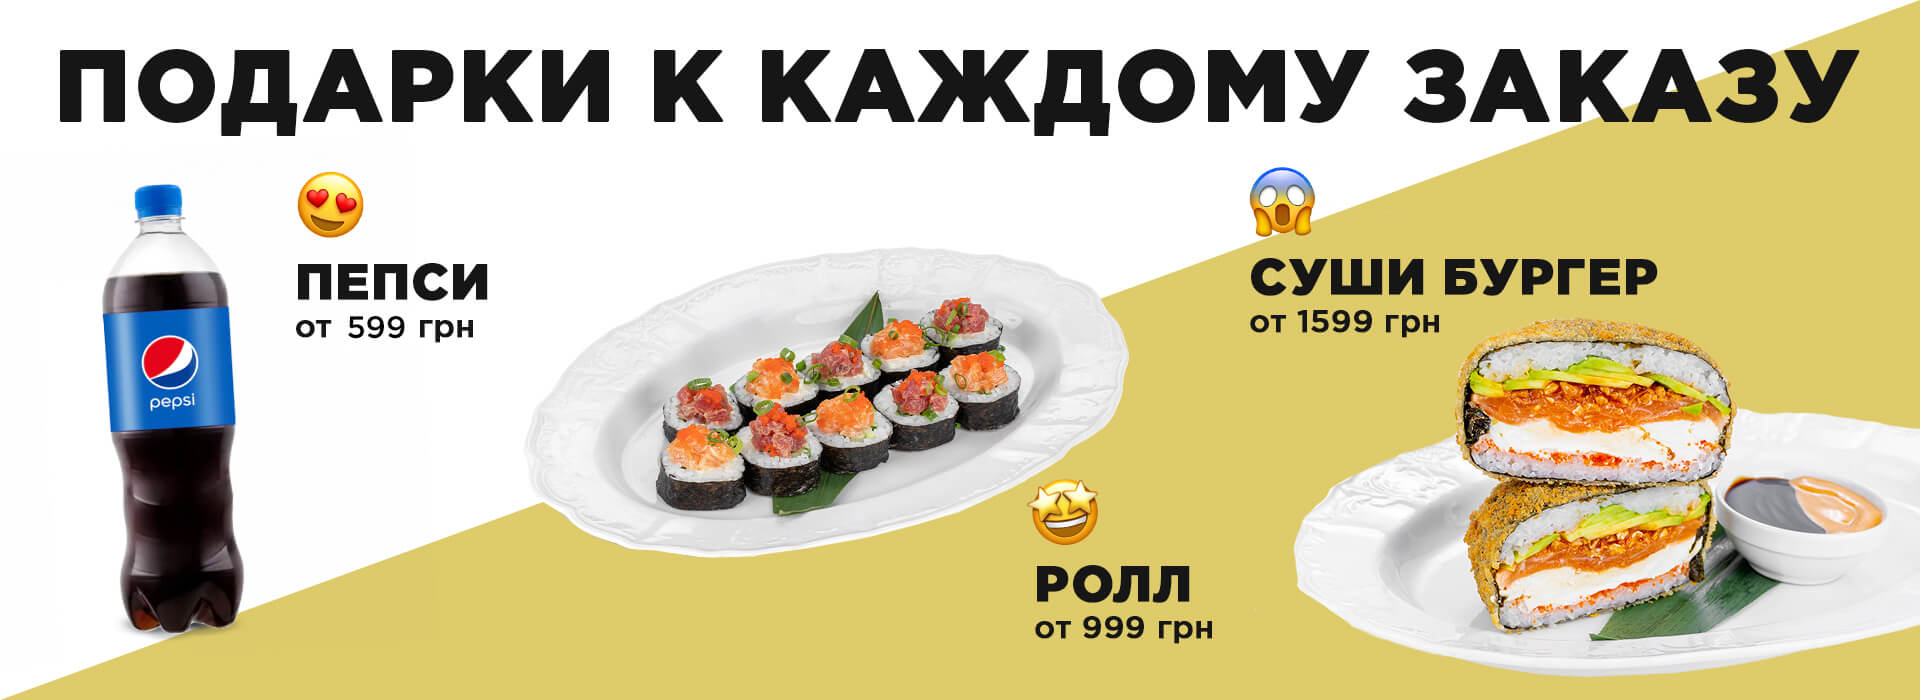 ПОДАРКИ К КАЖДОМУ ЗАКАЗУ
ПЕПСИ
от 599 грн
pepsi
СУШИ БУРГЕР
от 1599 грн
РОЛЛ
от 999 грн